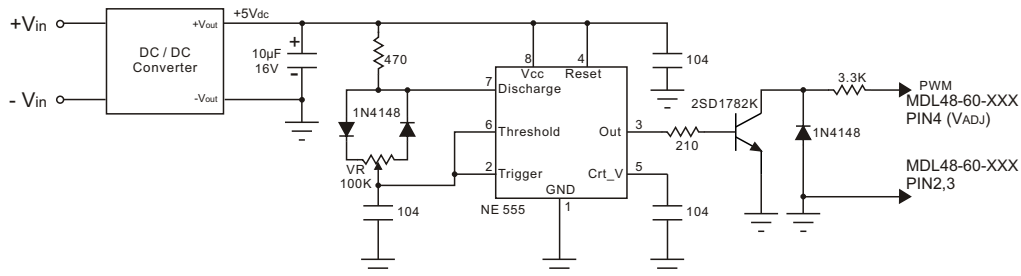 +Vin
- Vin
DC / DC
Converter
+Vout
-Vout
+5Vdc
+
10µF
16V
-
470
1N4148
VR
100K
104
7
Discharge
8
Vcc
4
Reset
6
Threshold
2
Trigger
Out
3
Crt_V
5
GND
1
NE 555
104
104
210
2SD1782K
1N4148
3.3K
PWM
MDL48-60-XXX
PIN4 (VADJ)
MDL48-60-XXX
PIN2,3